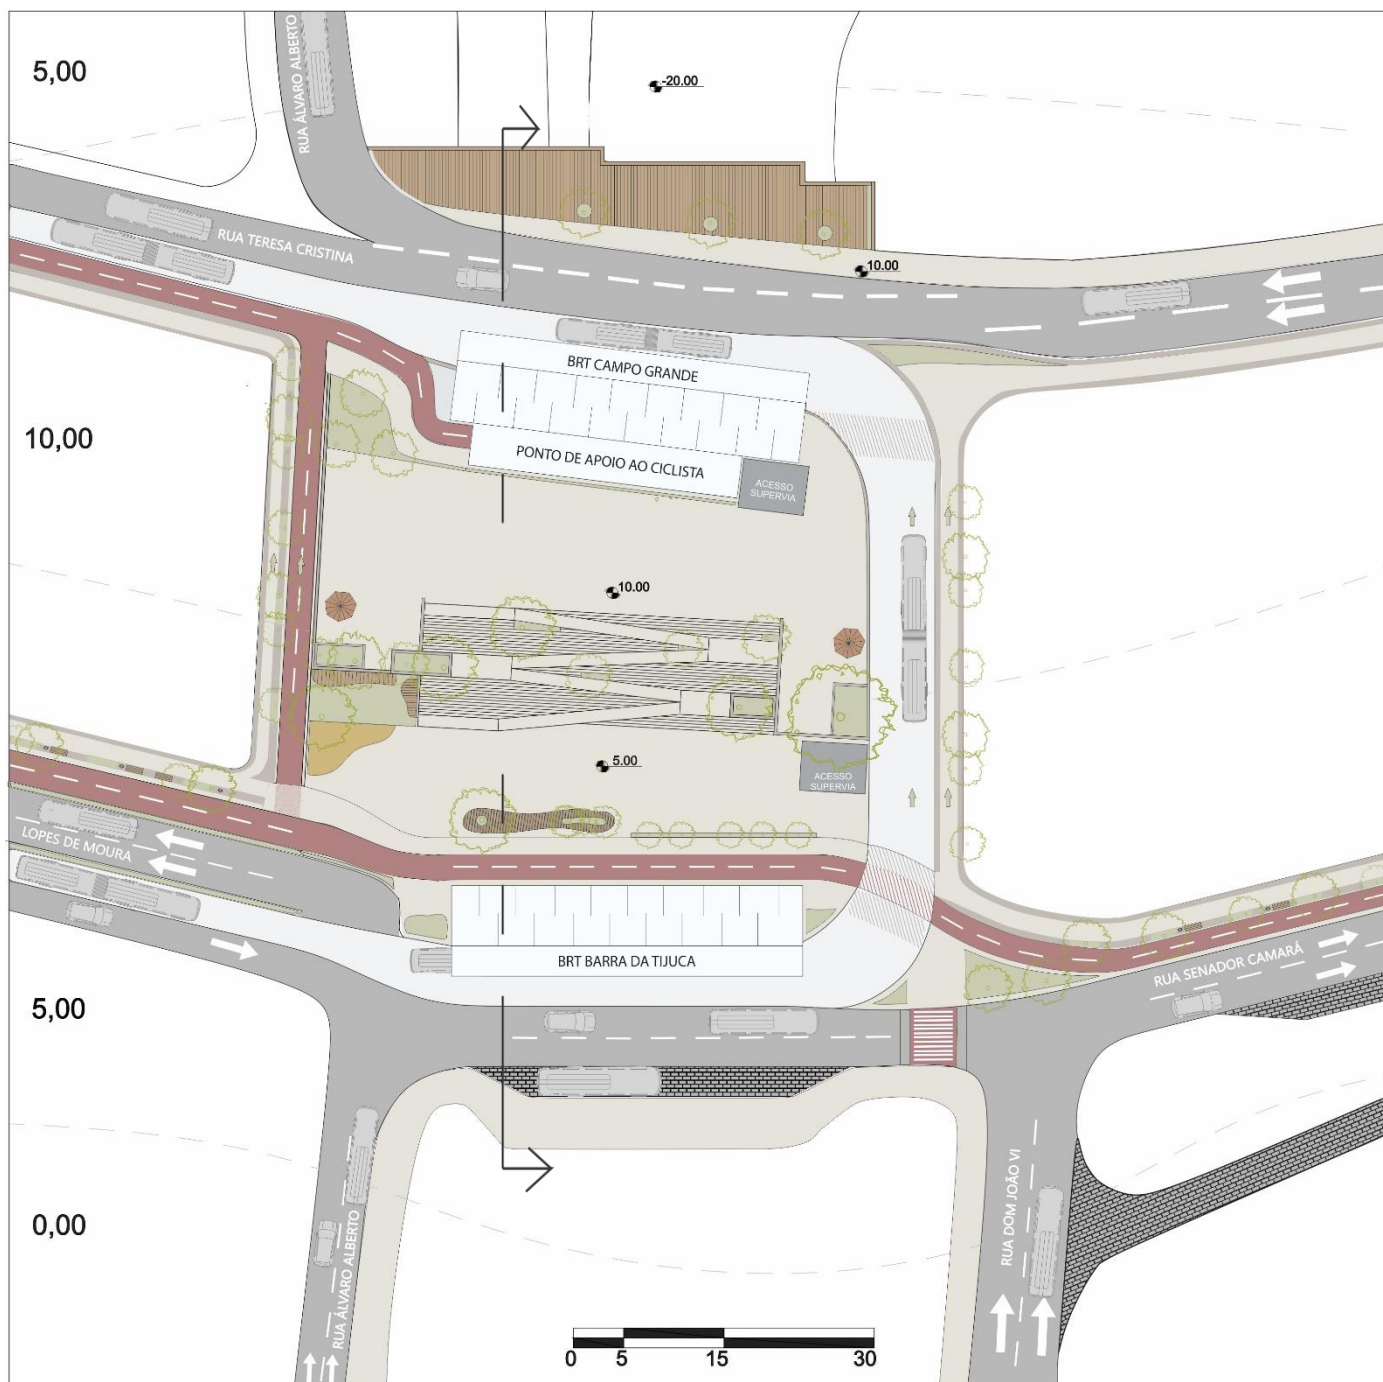 RUA ÁLVARO ALBERTO
5,00
-20.00
RUA TERESA CRISTINA
10.00
BRT CAMPO GRANDE
10,00
PONTO DE APOIO AO CICLISTA
ACESSO
SUPERVIA
10.00
5.00
ACESSO
SUPERVIA
LOPES DE MOURA
BRT BARRA DA TIJUCA
RUA SENADOR CAMARÁ
5,00
RUA DOM JOÃO VI
0,00
RUA ÁLVARO ALBERTO
0 5 15 30